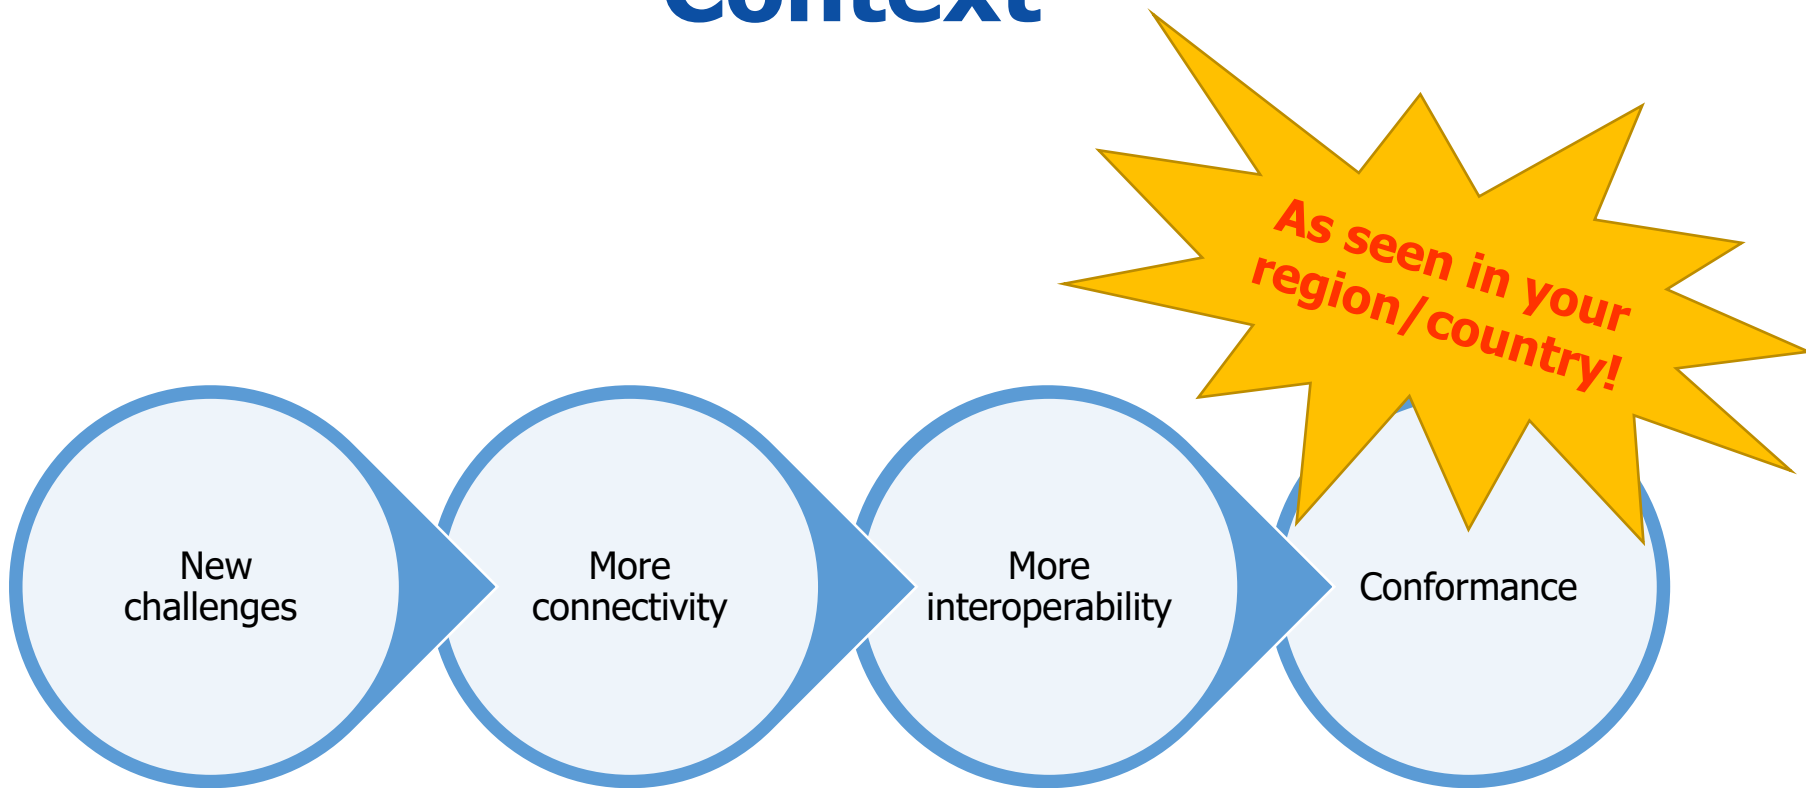 Context
As seen in your
region/country!
New
challenges
More
connectivity
More
interoperability
Conformance